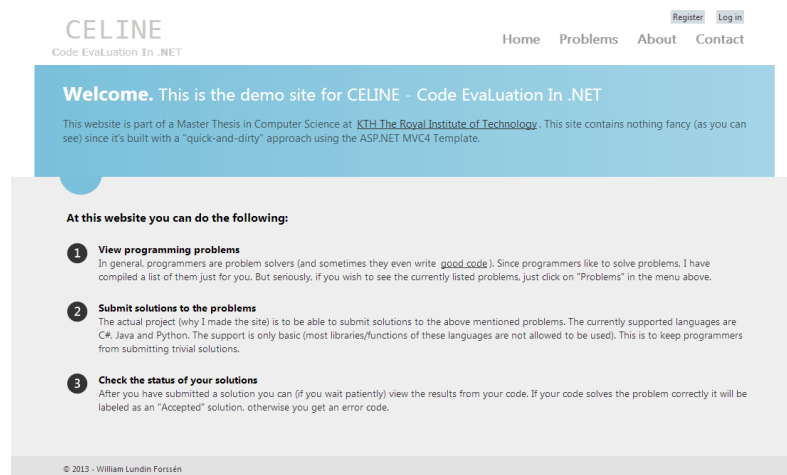 Register Log in
CELINE
Code EvaLuation In .NET
Home Problems About Contact
Welcome. This is the demo site for CELINE - Code EvaLuation In .NET
This website is part of a Master Thesis in Computer Science at KTH The Royal Institute of Technology. This site contains nothing fancy (as you can
see) since it's built with a "quick-and-dirty" approach using the ASP.NET MVC4 Template.
At this website you can do the following:
1 View programming problems
In general, programmers are problem solvers (and sometimes they even write good code). Since programmers like to solve problems, I have
compiled a list of them just for you. But seriously, if you wish to see the currently listed problems, just click on "Problems" in the menu above.
2 Submit solutions to the problems
The actual project (why I made the site) is to be able to submit solutions to the above mentioned problems. The currently supported languages are
C#, Java and Python. The support is only basic (most libraries/functions of these languages are not allowed to be used). This is to keep programmers
from submitting trivial solutions.
3 Check the status of your solutions
After you have submitted a solution you can (if you wait patiently) view the results from your code. If your code solves the problem correctly it will be
labeled as an "Accepted" solution, otherwise you get an error code.
© 2013 - William Lundin Forssén